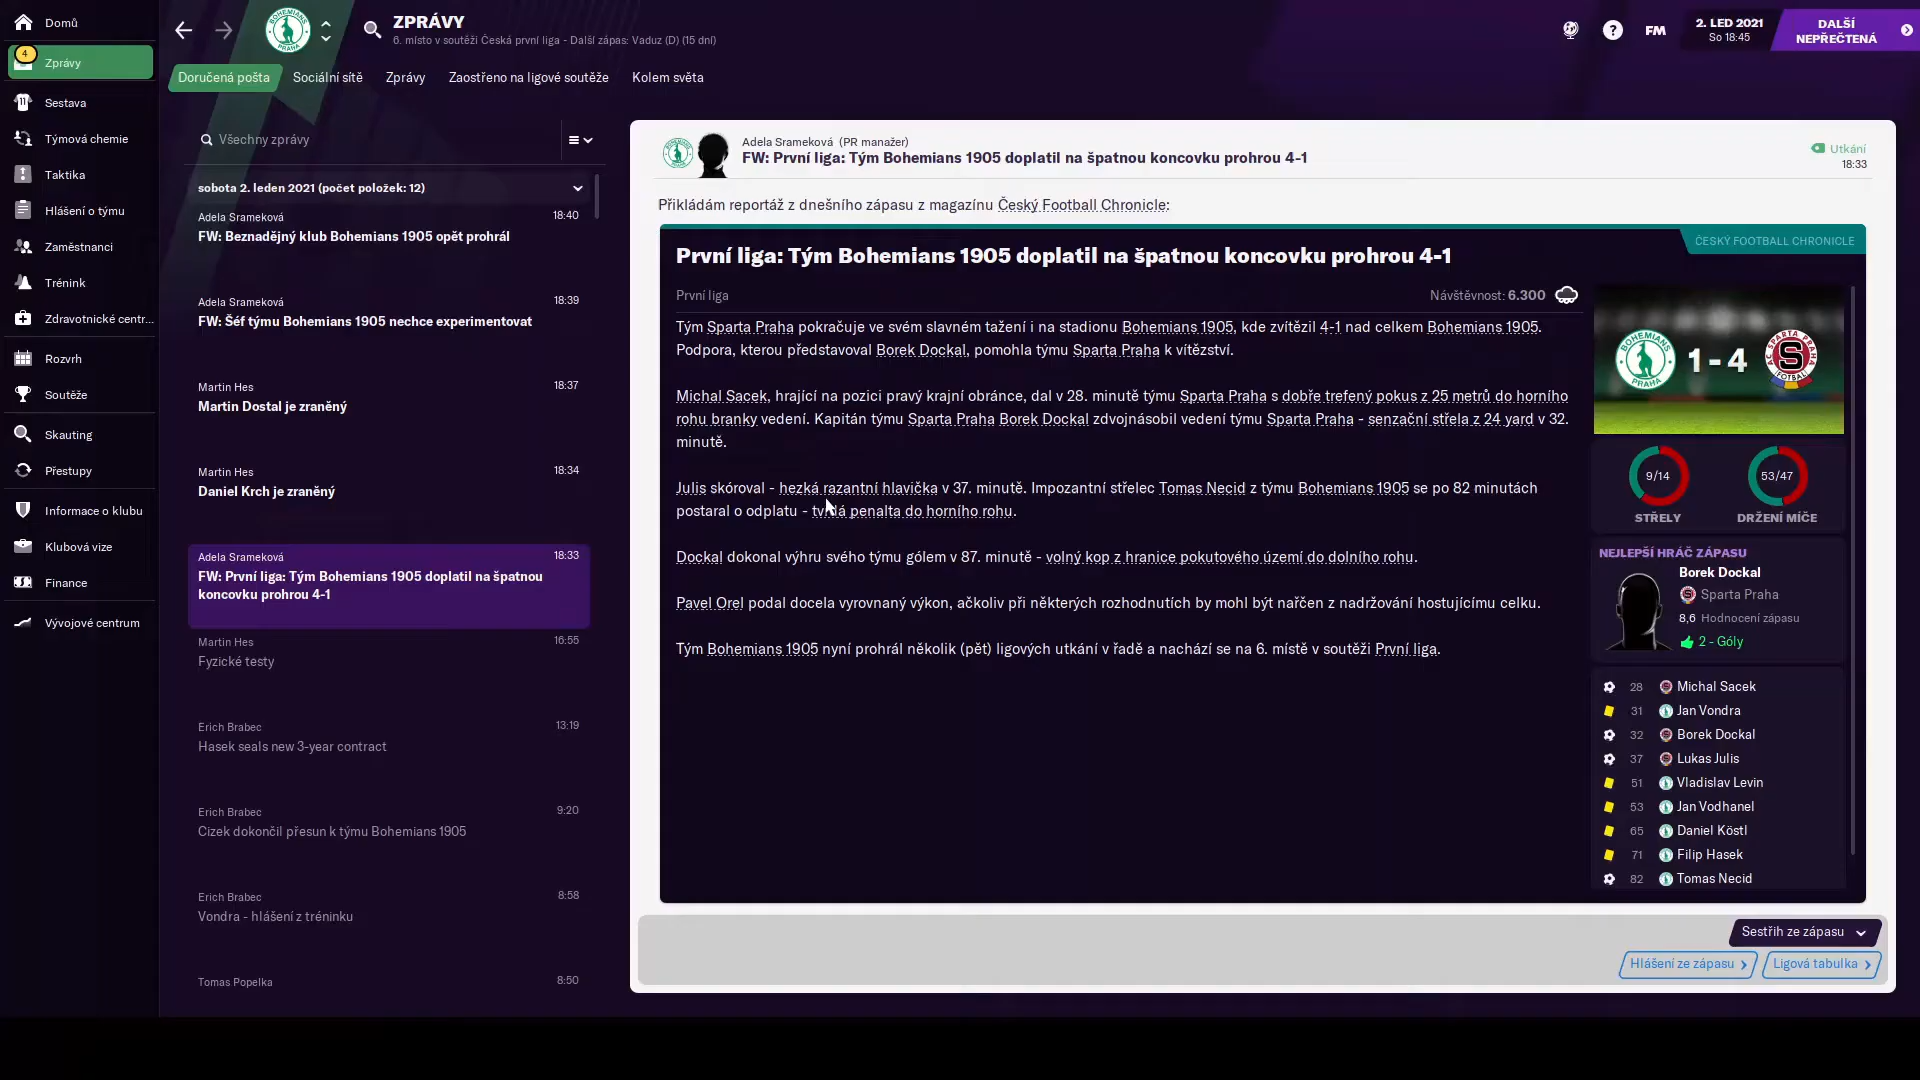 Domů
4
Zprávy
Sestava
Týmová chemie
Taktika
Hlášení o týmu
Zaměstnanci
Trénink
Zdravotnické centr...
Rozvrh
Soutěže
Skauting
Přestupy
Informace o klubu
Klubová vize
Finance
Vývojové centrum
ZPRÁVY
6. místo v soutěži Česká první liga - Další zápas: Vaduz (D) (15 dní)
FM
2. LED 2021
So 18:45
DALŠÍ
NEPŘEČTENÁ
Doručená pošta
Sociální sítě
Zprávy
Zaostřeno na ligové soutěže
Kolem světa
Všechny zprávy
sobota 2. leden 2021 (počet položek: 12)
Adela Srameková 18:40
FW: Beznadějný klub Bohemians 1905 opět prohrál
Adela Srameková 18:39
FW: Šéf týmu Bohemians 1905 nechce experimentovat
Martin Hes 18:37
Martin Dostal je zraněný
Martin Hes 18:34
Daniel Krch je zraněný
Adela Srameková 18:33
FW: První liga: Tým Bohemians 1905 doplatil na špatnou
koncovku prohrou 4-1
Martin Hes 16:55
Fyzické testy
Erich Brabec 13:19
Hasek seals new 3-year contract
Erich Brabec 9:20
Cizek dokončil přesun k týmu Bohemians 1905
Erich Brabec 8:58
Vondra - hlášení z tréninku
Tomas Popelka 8:50
Adela Srameková (PR manažer)
FW: První liga: Tým Bohemians 1905 doplatil na špatnou koncovku prohrou 4-1
Utkání
18:33
Přikládám reportáž z dnešního zápasu z magazínu Český Football Chronicle:
ČESKÝ FOOTBALL CHRONICLE
První liga: Tým Bohemians 1905 doplatil na špatnou koncovku prohrou 4-1
První liga
Návštěvnost: 6.300
Tým Sparta Praha pokračuje ve svém slavném tažení i na stadionu Bohemians 1905, kde zvítězil 4-1 nad celkem Bohemians 1905.
Podpora, kterou představoval Borek Dockal, pomohla týmu Sparta Praha k vítězství.
Michal Sacek, hrající na pozici pravý krajní obránce, dal v 28. minutě týmu Sparta Praha s dobře trefený pokus z 25 metrů do horního
rohu branky vedení. Kapitán týmu Sparta Praha Borek Dockal zdvojnásobil vedení týmu Sparta Praha - senzační střela z 24 yard v 32.
minutě.
Julis skóroval - hezká razantní hlavička v 37. minutě. Impozantní střelec Tomas Necid z týmu Bohemians 1905 se po 82 minutách
postaral o odplatu - tvrdá penalta do horního rohu.
Dockal dokonal výhru svého týmu gólem v 87. minutě - volný kop z hranice pokutového území do dolního rohu.
Pavel Orel podal docela vyrovnaný výkon, ačkoliv při některých rozhodnutích by mohl být nařčen z nadržování hostujícímu celku.
Tým Bohemians 1905 nyní prohrál několik (pět) ligových utkání v řadě a nachází se na 6. místě v soutěži První liga.
1 - 4
9/14
STŘELY
53/47
DRŽENÍ MÍČE
NEJLEPŠÍ HRÁČ ZÁPASU
Borek Dockal
Sparta Praha
8,6 Hodnocení zápasu
2 - Góly
28 Michal Sacek
31 Jan Vondra
32 Borek Dockal
37 Lukas Julis
51 Vladislav Levin
53 Jan Vodhanel
65 Daniel Köstl
71 Filip Hasek
82 Tomas Necid
Sestřih ze zápasu
Hlášení ze zápasu
Ligová tabulka